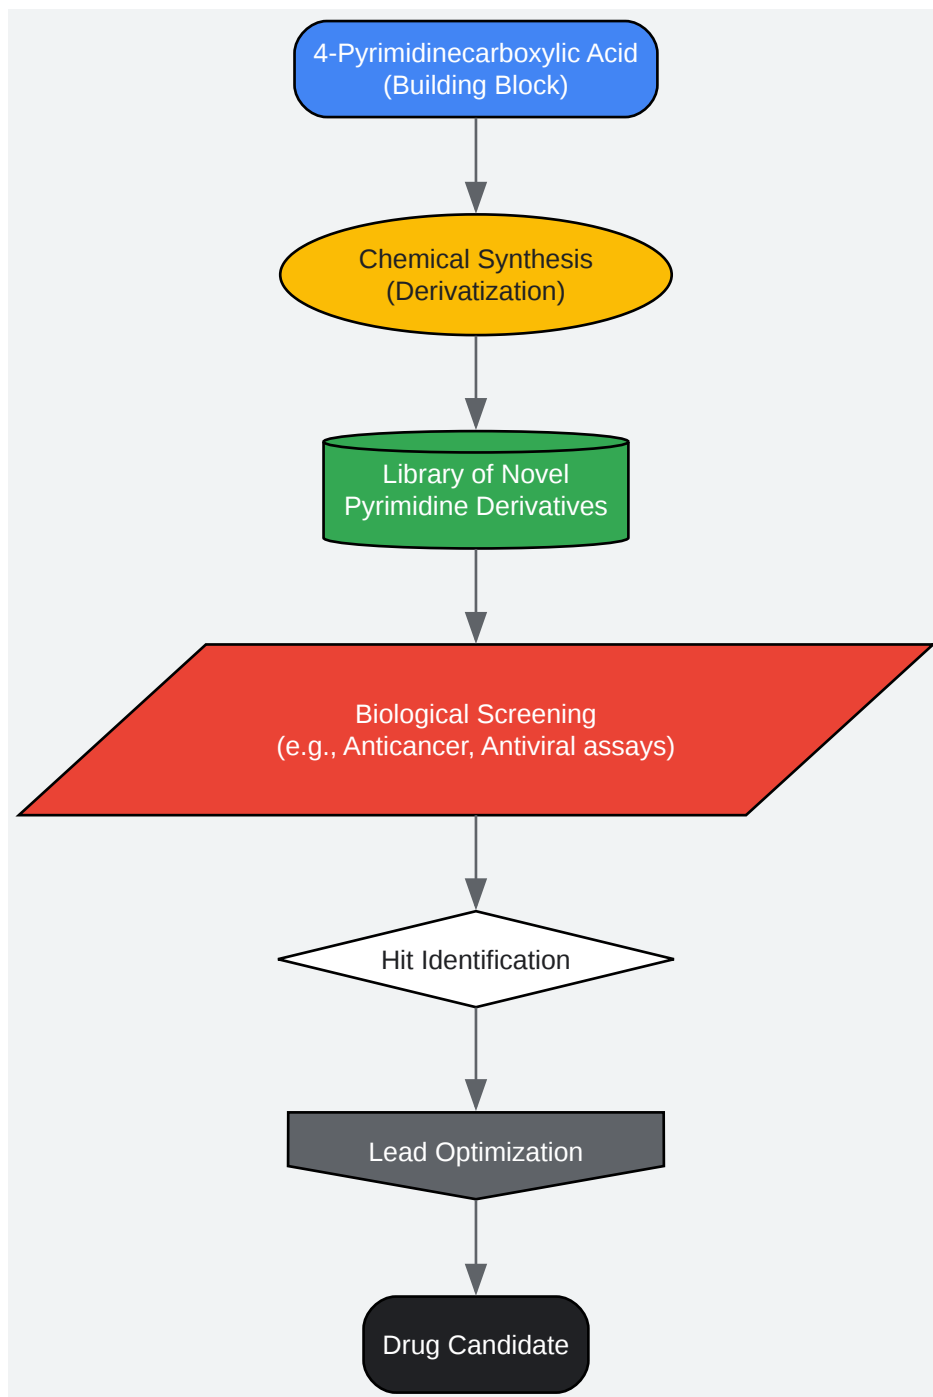 4-Pyrimidinecarboxylic Acid
(Building Block)
Chemical Synthesis
(Derivatization)
Library of Novel
Pyrimidine Derivatives
Biological Screening
(e.g., Anticancer, Antiviral assays)
Hit Identification
Lead Optimization
Drug Candidate